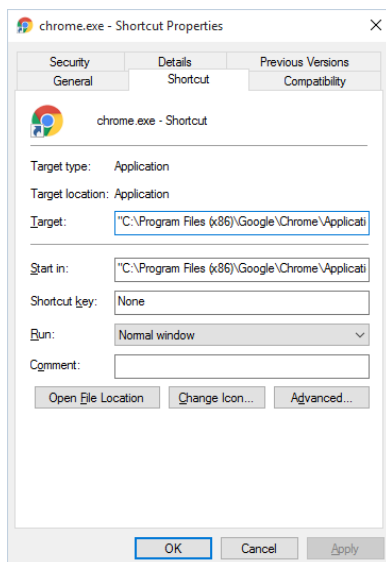 chrome.exe - Shortcut Properties
Security Details Previous Versions
General Shortcut Compatibility
chrome.exe - Shortcut
Target type: Application
Target location: Application
Target: "C:\Program Files (x86)\Google\Chrome\Applicati
Start in: "C:\Program Files (x86)\Google\Chrome\Applicati
Shortcut key: None
Run: Normal window
Comment:
Open File Location Change Icon... Advanced...
OK Cancel Apply